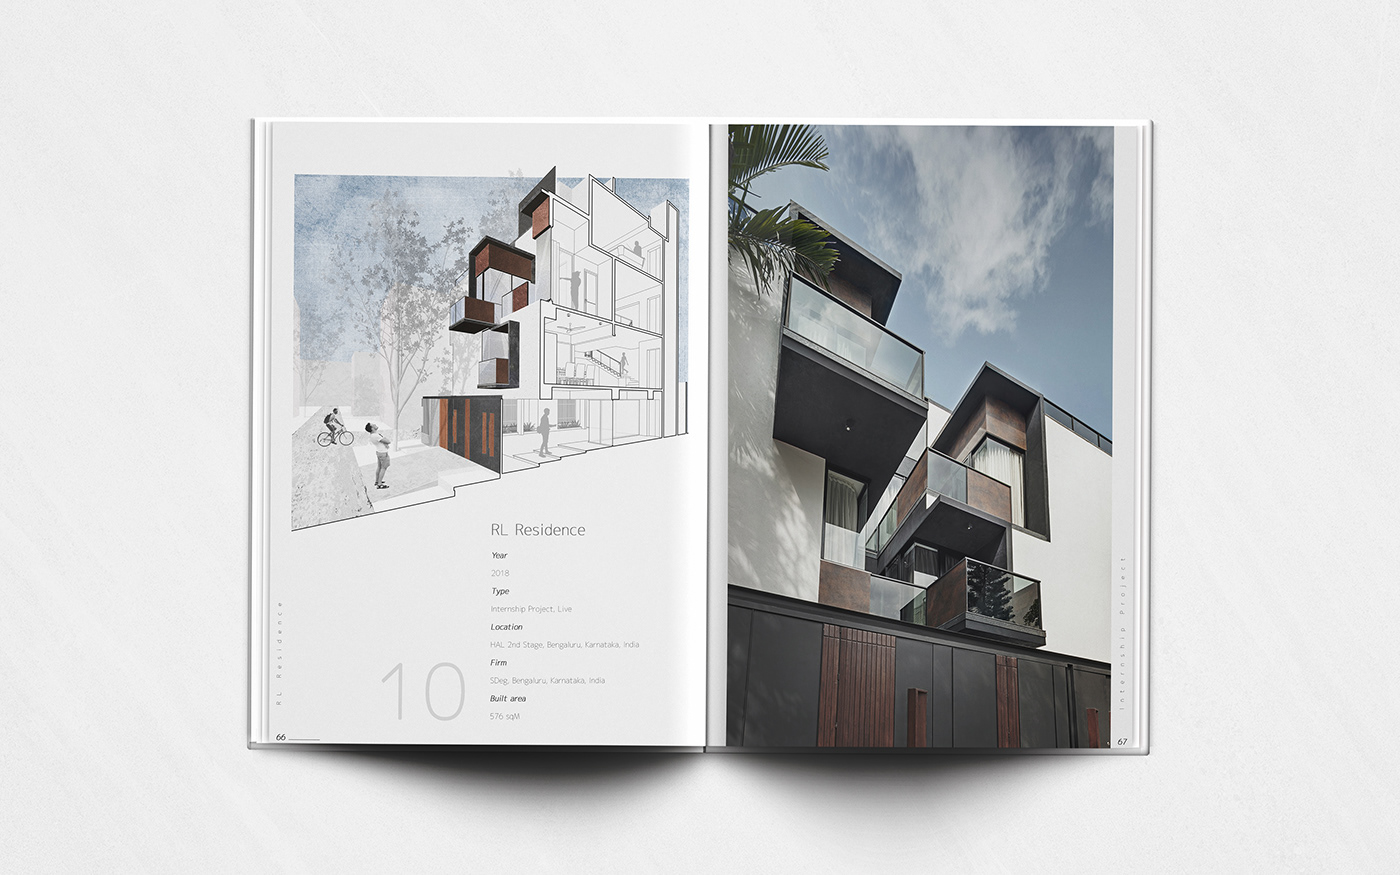 RL Residence
Year
2018
Type
Internship Project, Live
Location
HAL 2nd Stage, Bengaluru, Karnataka, India
Firm
SDeg, Bengaluru, Karnataka, India
Built area
576 sqM
10
RL Residence
66
Internship Project
67